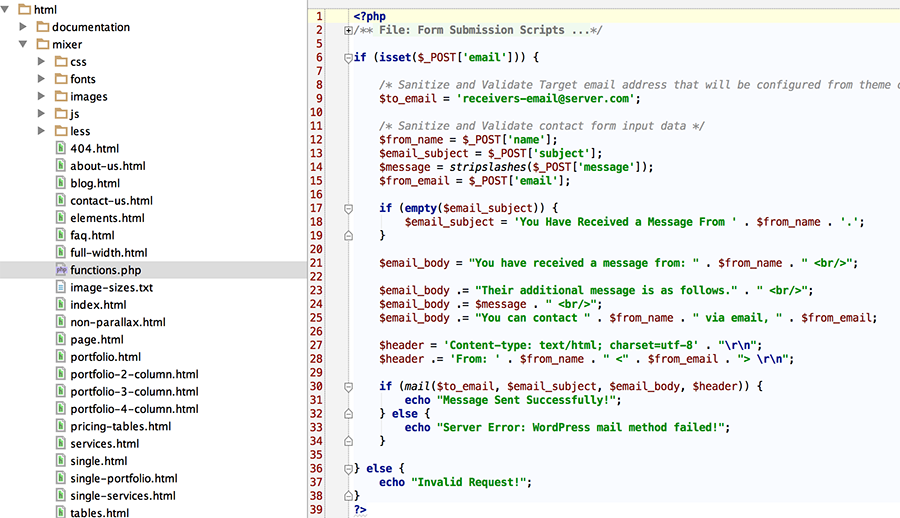 html
documentation
mixer
css
fonts
images
js
less
404.html
about-us.html
blog.html
contact-us.html
elements.html
faq.html
full-width.html
functions.php
image-sizes.txt
index.html
non-parallax.html
page.html
portfolio.html
portfolio-2-column.html
portfolio-3-column.html
portfolio-4-column.html
pricing-tables.html
services.html
single.html
single-portfolio.html
single-services.html
tables.html
1 <?php
2 /** File: Form Submission Scripts ...*/
5
6 if (isset($_POST['email'])) {
7
8 /* Sanitize and Validate Target email address that will be configured from theme
9 $to_email = 'receivers-email@server.com';
10
11 /* Sanitize and Validate contact form input data */
12 $from_name = $_POST['name'];
13 $email_subject = $_POST['subject'];
14 $message = stripslashes($_POST['message']);
15 $from_email = $_POST['email'];
16
17 if (empty($email_subject)) {
18 $email_subject = 'You Have Received a Message From ' . $from_name . '.';
19 }
20
21 $email_body = "You have received a message from: " . $from_name . " <br/>";
22
23 $email_body .= "Their additional message is as follows." . " <br/>";
24 $email_body .= $message . " <br/>";
25 $email_body .= "You can contact " . $from_name . " via email, " . $from_email;
26
27 $header = 'Content-type: text/html; charset=utf-8' . "\r\n";
28 $header .= 'From: ' . $from_name . " <" . $from_email . "> \r\n";
29
30 if (mail($to_email, $email_subject, $email_body, $header)) {
31 echo "Message Sent Successfully!";
32 } else {
33 echo "Server Error: WordPress mail method failed!";
34 }
35
36 } else {
37 echo "Invalid Request!";
38 }
39 ?>